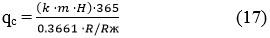 qc = (k·m·H)·365 / 0.3661·R/Rж (17)